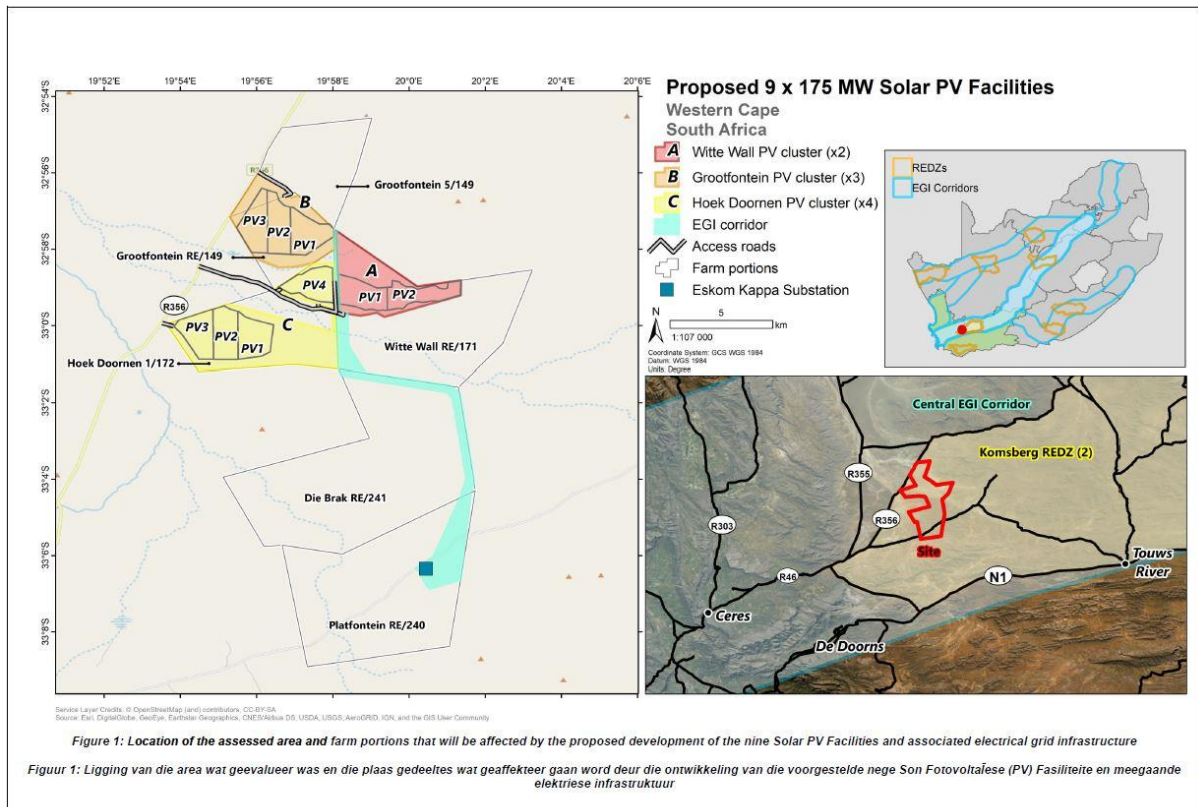 19°52'E
19°54'E
19°56'E
19°58'E
20°0'E
20°2'E
20°4'E
20°6'E
32°54'S
32°56'S
32°58'S
33°0'S
33°2'S
33°4'S
33°6'S
33°8'S
Grootfontein 5/149
B
PV3
PV2
PV1
Grootfontein RE/149
A
PV4
PV1
PV2
R356
C
PV3
PV2
PV1
Witte Wall RE/171
Hoek Doornen 1/172
Die Brak RE/241
Platfontein RE/240
Proposed 9 x 175 MW Solar PV Facilities
Western Cape
South Africa
A Witte Wall PV cluster (x2)
B Grootfontein PV cluster (x3)
C Hoek Doornen PV cluster (x4)
EGI corridor
Access roads
Farm portions
Eskom Kappa Substation
N
5
km
1:107 000
Coordinate System: GCS WGS 1984
Datum: WGS 1984
Units: Degree
REDZs
EGI Corridors
Central EGI Corridor
Komsberg REDZ (2)
R355
R356
R303
Site
Touws
River
R46
N1
Ceres
De Doorns
Service Layer Credits: © OpenStreetMap (and) contributors, CC-BY-SA
Source: Esri, DigitalGlobe, GeoEye, Earthstar Geographics, CNES/Airbus DS, USDA, USGS, AeroGRID, IGN, and the GIS User Community
Figure 1: Location of the assessed area and farm portions that will be affected by the proposed development of the nine Solar PV Facilities and associated electrical grid infrastructure
Figuur 1: Ligging van die area wat geevalueer was en die plaas gedeeltes wat geaffekteer gaan word deur die ontwikkeling van die voorgestelde nege Son Fotovoltaïese (PV) Fasiliteite en meegaande
elektriese infrastruktuur